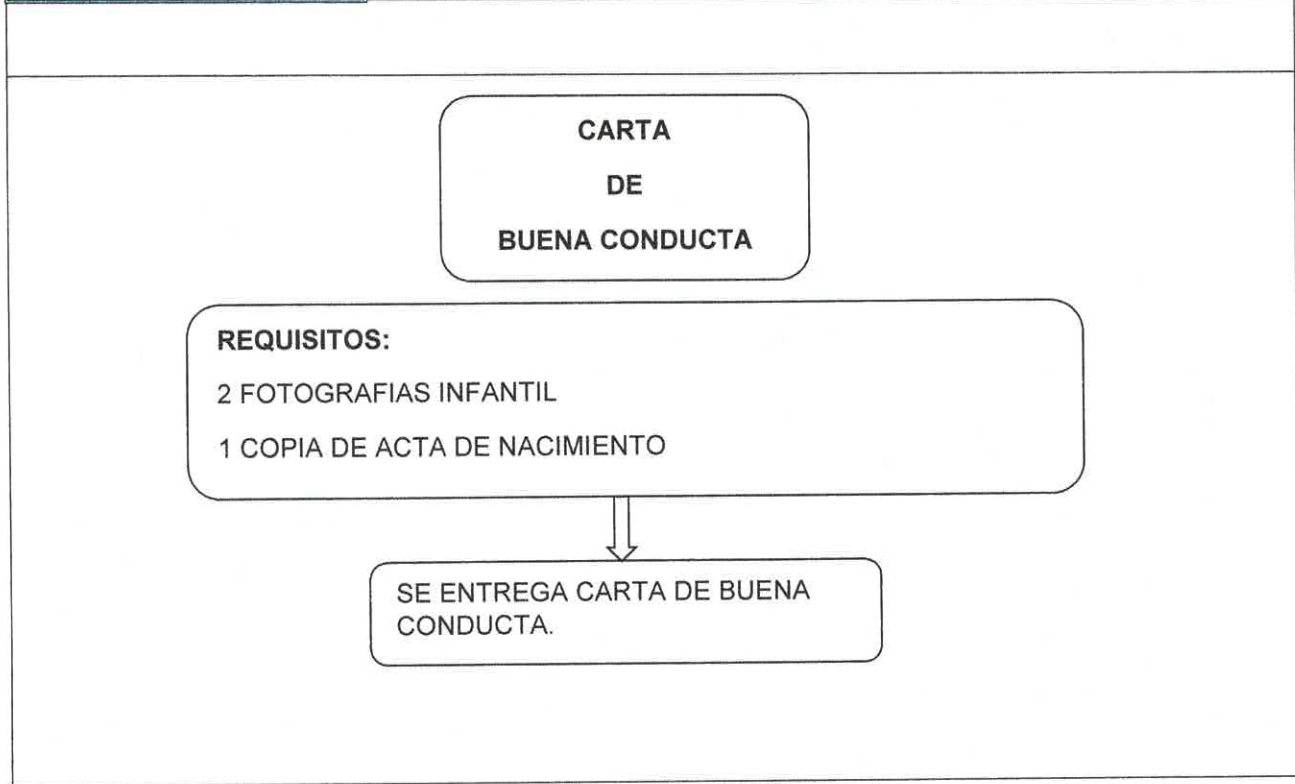 CARTA
DE
BUENA CONDUCTA
REQUISITOS:
2 FOTOGRAFIAS INFANTIL
1 COPIA DE ACTA DE NACIMIENTO
SE ENTREGA CARTA DE BUENA
CONDUCTA.